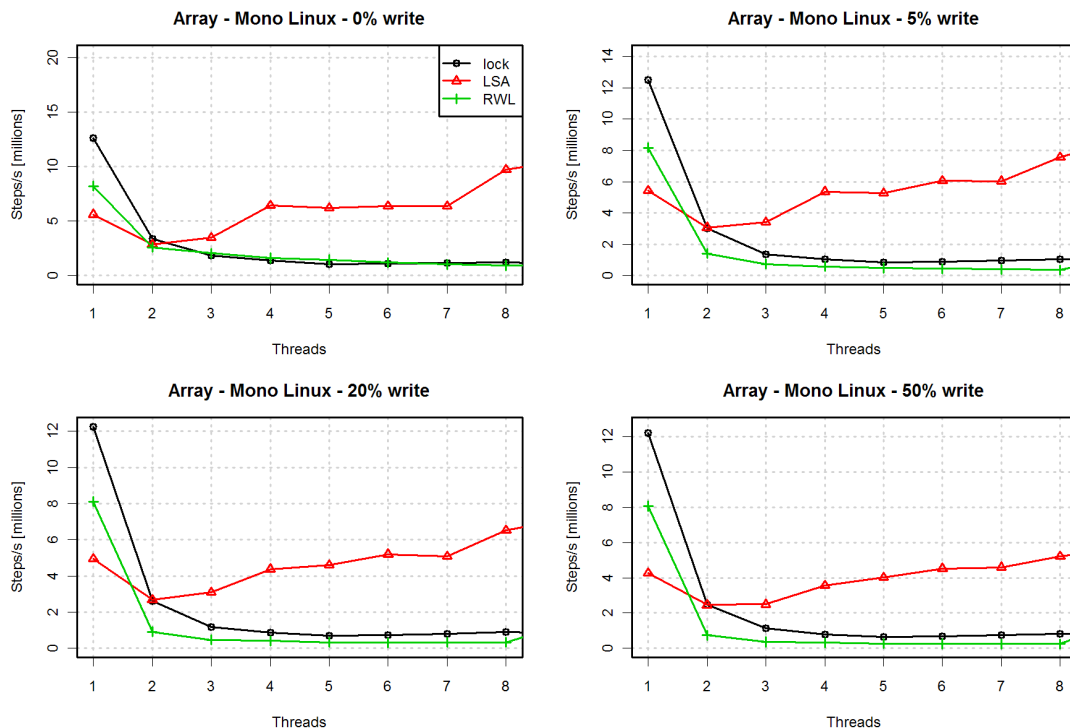 Array - Mono Linux - 0% write
Steps/s [millions]
20
15
10
5
0
lock
LSA
RWL
1 2 3 4 5 6 7 8
Threads
Array - Mono Linux - 5% write
Steps/s [millions]
14
12
10
8
6
4
2
0
1 2 3 4 5 6 7 8
Threads
Array - Mono Linux - 20% write
Steps/s [millions]
12
10
8
6
4
2
0
1 2 3 4 5 6 7 8
Threads
Array - Mono Linux - 50% write
Steps/s [millions]
12
10
8
6
4
2
0
1 2 3 4 5 6 7 8
Threads